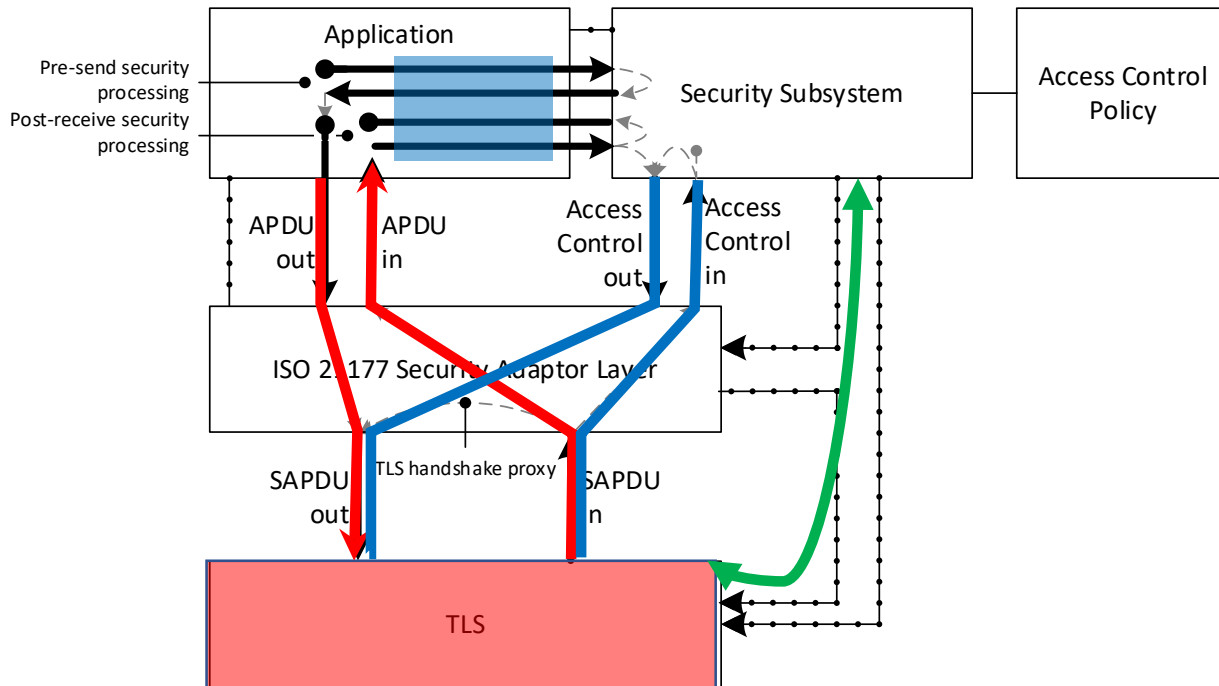 Application
Pre-send security
processing
Post-receive security
processing
Security Subsystem
Access Control
Policy
APDU
out
APDU
in
Access
Control
out
Access
Control
in
ISO 21177 Security Adaptor Layer
TLS handshake proxy
SAPDU
out
SAPDU
in
TLS